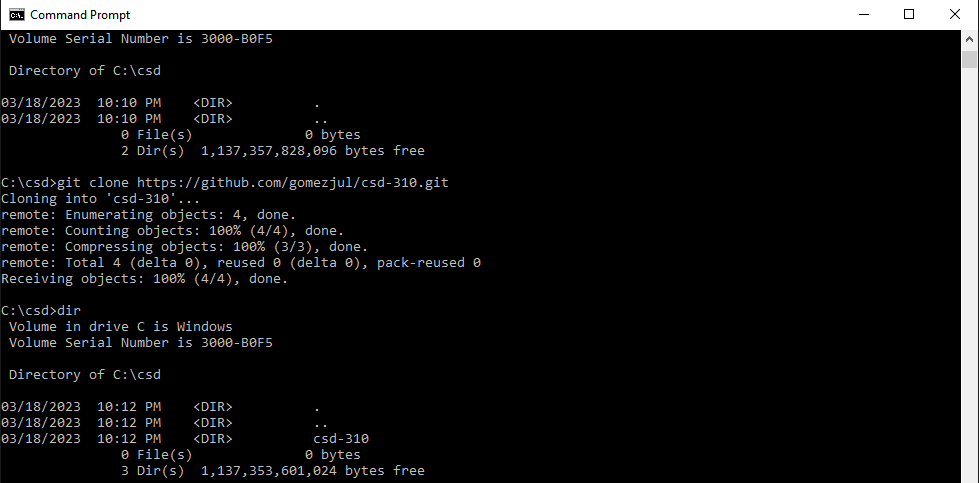 Command Prompt
Volume Serial Number is 3000-B0F5
Directory of C:\csd
03/18/2023  10:10 PM    <DIR>          .
03/18/2023  10:10 PM    <DIR>          ..
               0 File(s)              0 bytes
               2 Dir(s)  1,137,357,828,096 bytes free
C:\csd>git clone https://github.com/gomezjul/csd-310.git
Cloning into 'csd-310'...
remote: Enumerating objects: 4, done.
remote: Counting objects: 100% (4/4), done.
remote: Compressing objects: 100% (3/3), done.
remote: Total 4 (delta 0), reused 0 (delta 0), pack-reused 0
Receiving objects: 100% (4/4), done.
C:\csd>dir
 Volume in drive C is Windows
 Volume Serial Number is 3000-B0F5
 Directory of C:\csd
03/18/2023  10:12 PM    <DIR>          .
03/18/2023  10:12 PM    <DIR>          ..
03/18/2023  10:12 PM    <DIR>          csd-310
               0 File(s)              0 bytes
               3 Dir(s)  1,137,353,601,024 bytes free